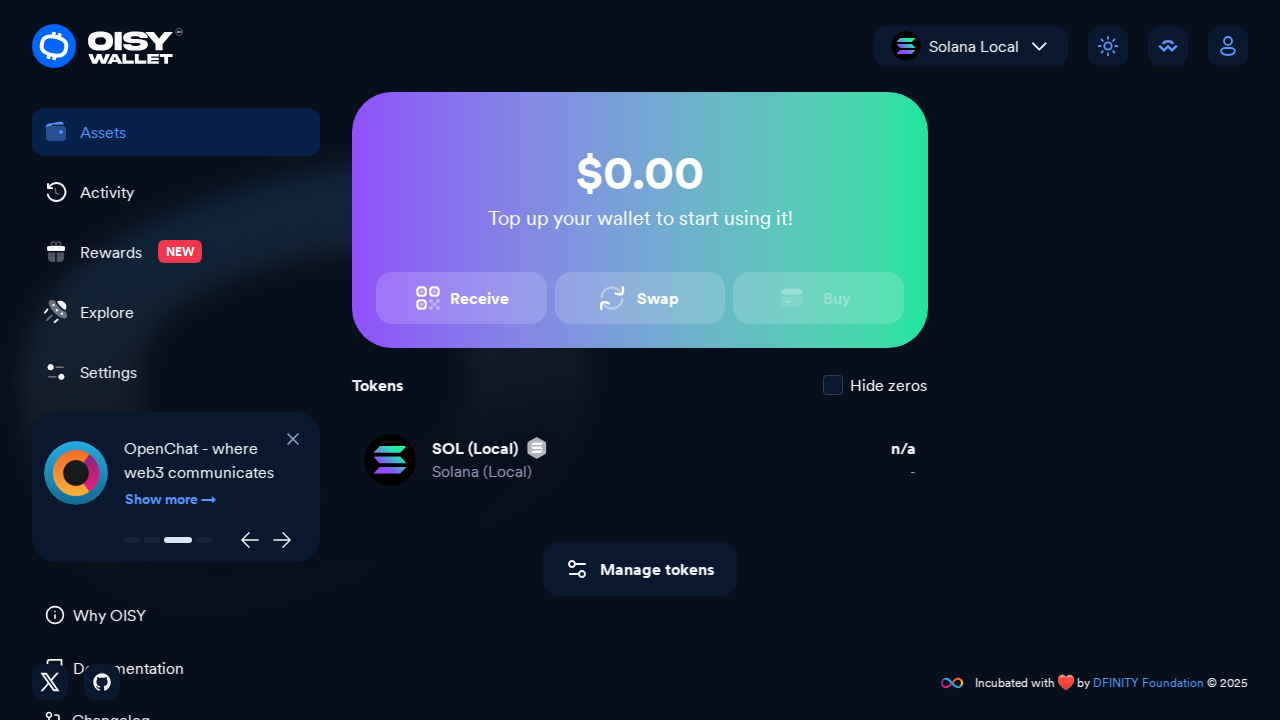 OISY
WALLET
Solana Local
Assets
Activity
Rewards NEW
Explore
Settings
OpenChat - where
web3 communicates
Show more →
Why OISY
Documentation
Changelog
$0.00
Top up your wallet to start using it!
Receive
Swap
Buy
Tokens
Hide zeros
SOL (Local)
Solana (Local)
n/a
-
Manage tokens
Incubated with ❤️ by DFINITY Foundation © 2025